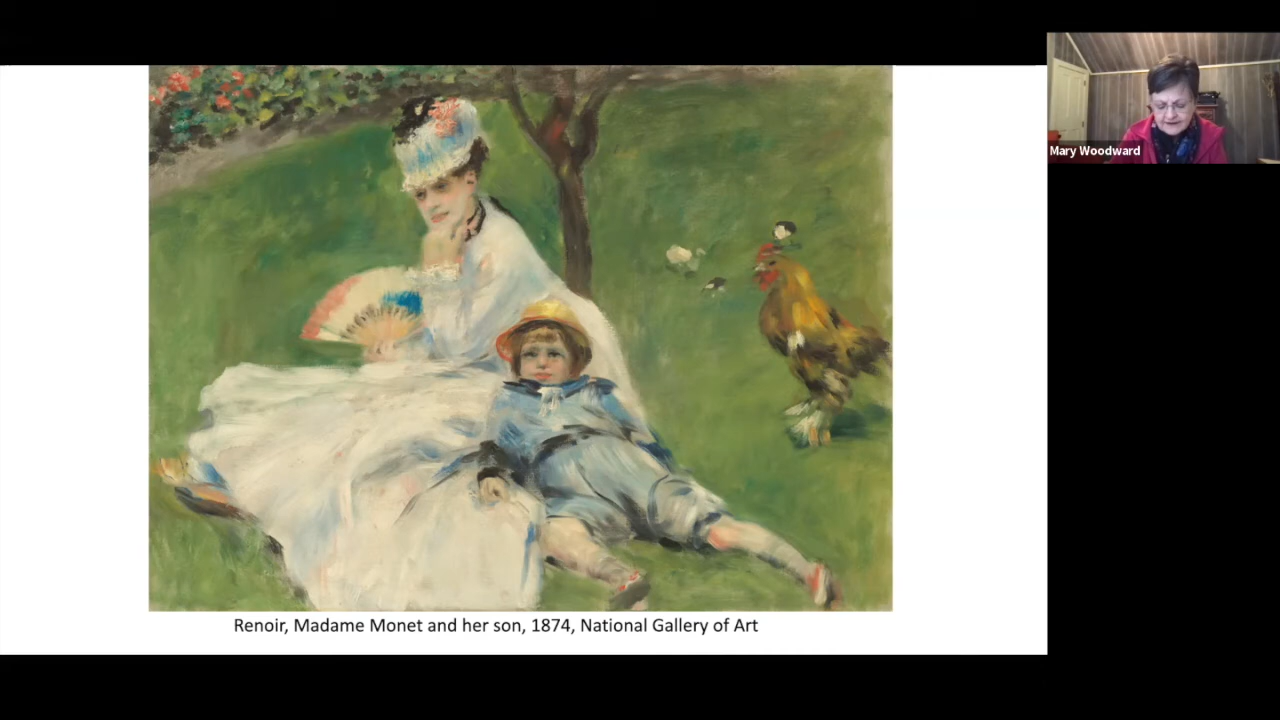 Mary Woodward
Renoir, Madame Monet and her son, 1874, National Gallery of Art